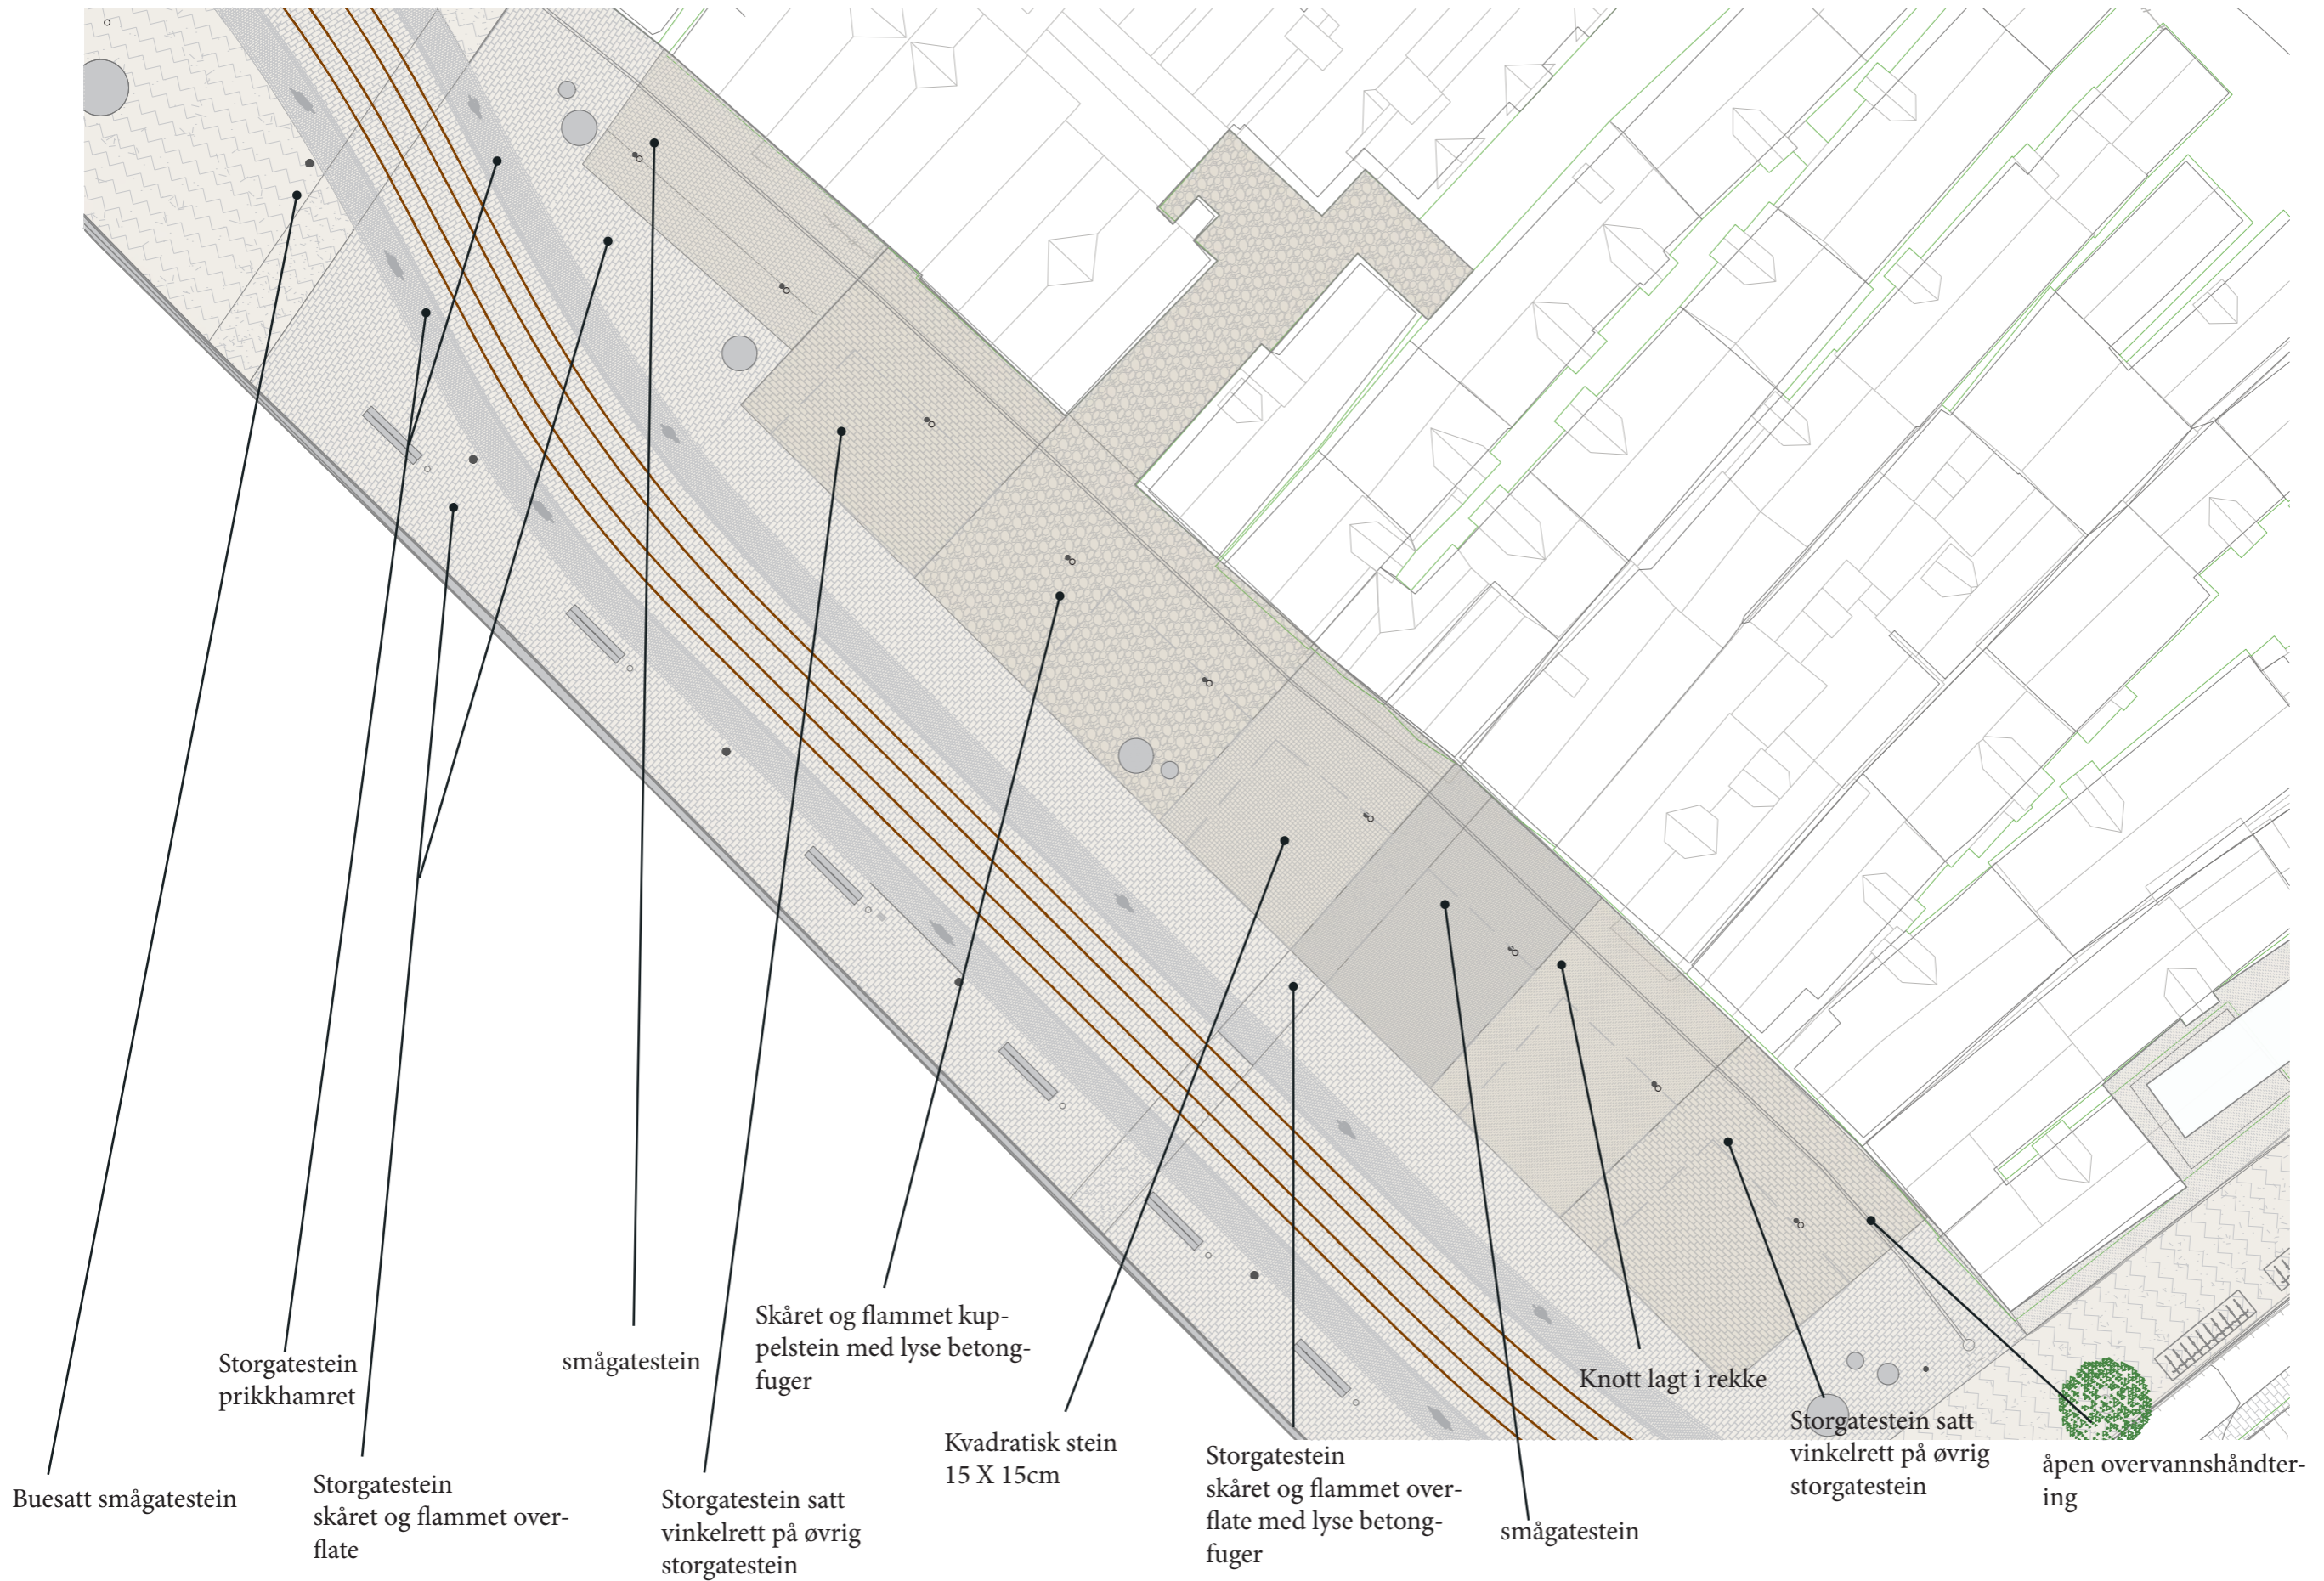 Buesatt smågatestein
Storgatestein
prikkhamret
Storgatestein
skåret og flammet over-
flate
smågatestein
Storgatestein satt
vinkelrett på øvrig
storgatestein
Skåret og flammet kup-
pelstein med lyse betong-
fuger
Kvadratisk stein
15 X 15cm
Storgatestein
skåret og flammet over-
flate med lyse betong-
fuger
smågatestein
Knott lagt i rekke
Storgatestein satt
vinkelrett på øvrig
storgatestein
åpen overvannshåndter-
ing